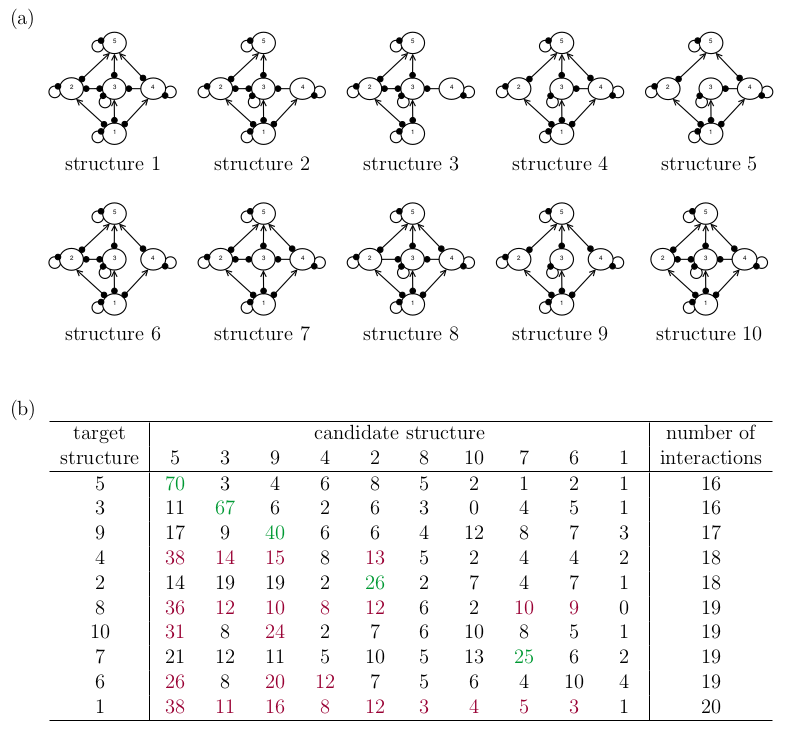 (a)
5
2 3 4
1
structure 1
5
2 3 4
1
structure 2
5
2 3 4
1
structure 3
5
2 3 4
1
structure 4
5
2 3 4
1
structure 5
5
2 3 4
1
structure 6
5
2 3 4
1
structure 7
5
2 3 4
1
structure 8
5
2 3 4
1
structure 9
5
2 3 4
1
structure 10
(b)
target candidate structure number of
structure 5 3 9 4 2 8 10 7 6 1 interactions
5 70 3 4 6 8 5 2 1 2 1 16
3 11 67 6 2 6 3 0 4 5 1 16
9 17 9 40 6 6 4 12 8 7 3 17
4 38 14 15 8 13 5 2 4 4 2 18
2 14 19 19 2 26 2 7 4 7 1 18
8 36 12 10 8 12 6 2 10 9 0 19
10 31 8 24 2 7 6 10 8 5 1 19
7 21 12 11 5 10 5 13 25 6 2 19
6 26 8 20 12 7 5 6 4 10 4 19
1 38 11 16 8 12 3 4 5 3 1 20